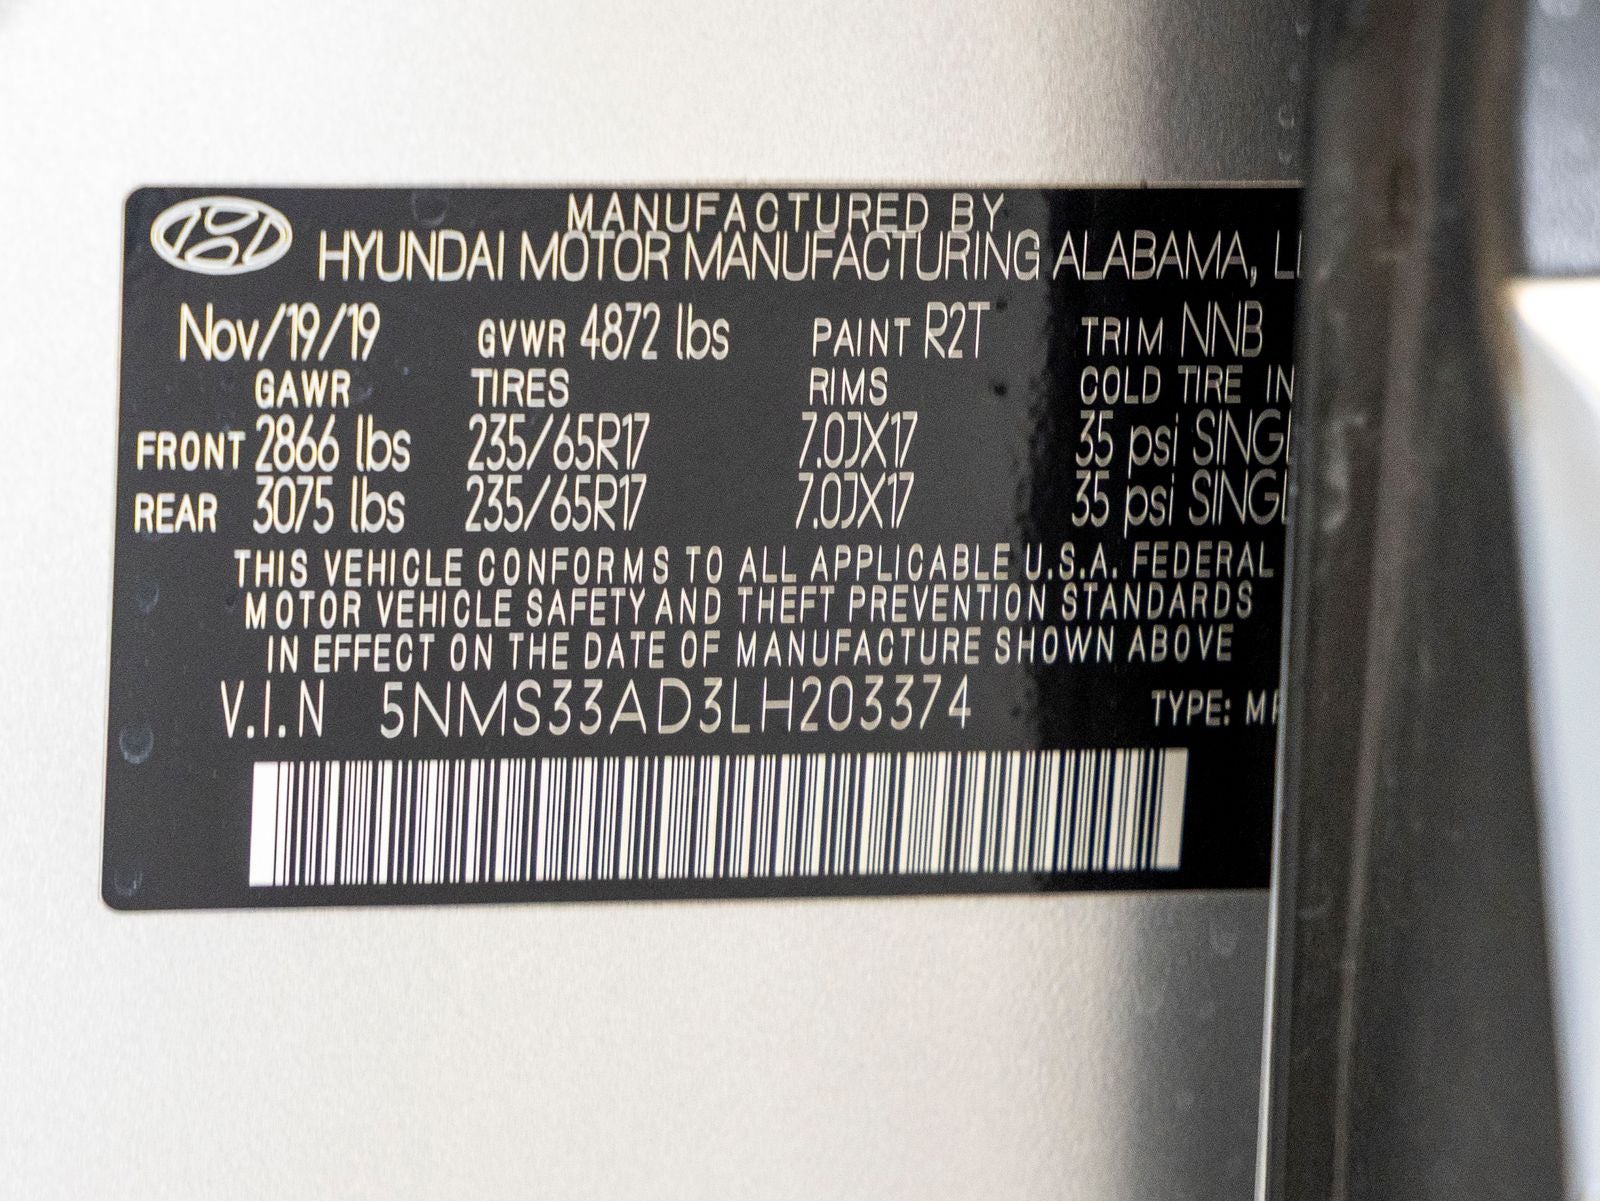 MANUFACTURED BY
HYUNDAI MOTOR MANUFACTURING ALABAMA,
Nov/19/19 GVWR 4872 lbs PAINT R2T TRIM NNB
GAWR TIRES RIMS COLD TIRE IN
FRONT 2866 lbs 235/65R17 7.0JX17 35 psi SINGL
REAR 3075 lbs 235/65R17 7.0JX17 35 psi SINGL
THIS VEHICLE CONFORMS TO ALL APPLICABLE U.S.A. FEDERAL
MOTOR VEHICLE SAFETY AND THEFT PREVENTION STANDARDS
IN EFFECT ON THE DATE OF MANUFACTURE SHOWN ABOVE
V.I.N 5NMS33AD3LH203374 TYPE: